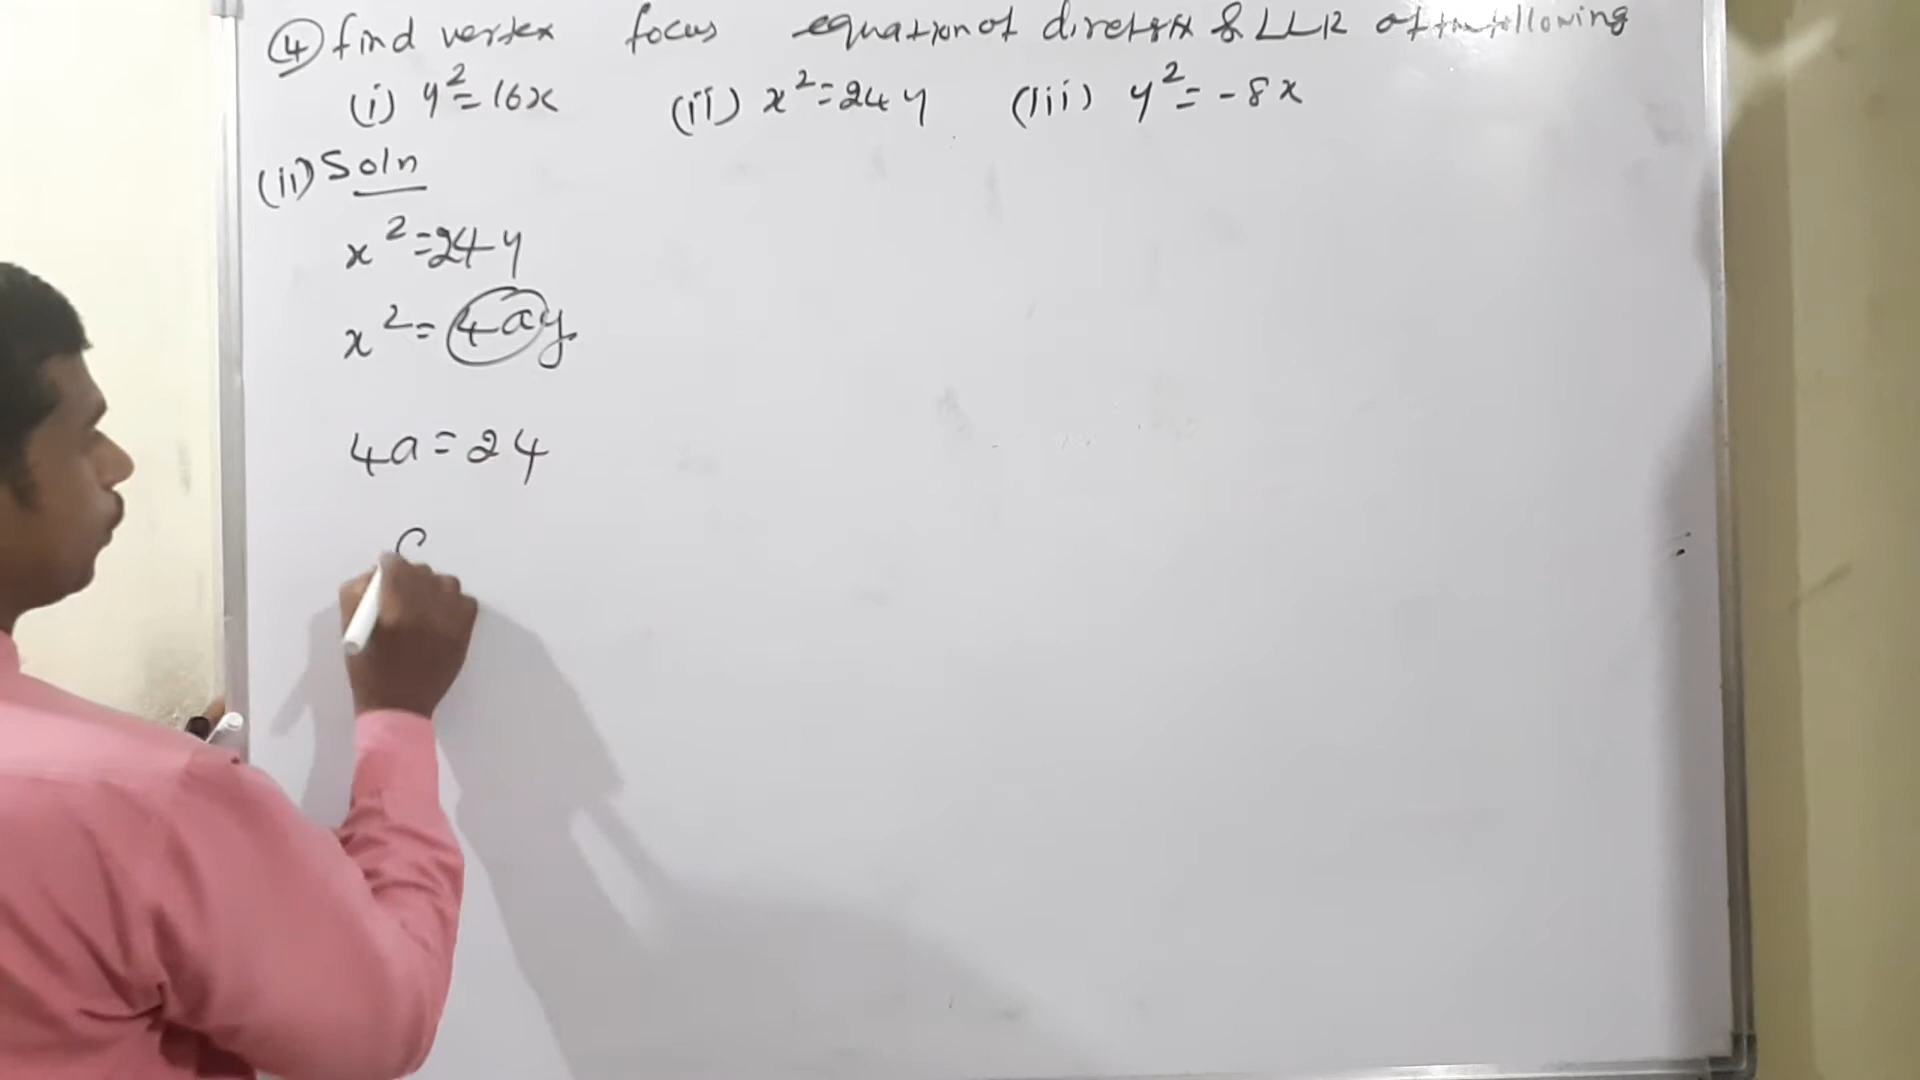 ④ find vertex focus equation of diretrix & LLR of the following
(i) y²=16x (ii) x²=24y (iii) y²=-8x
(ii) Soln
x²=24y
x²=4ay
4a=24